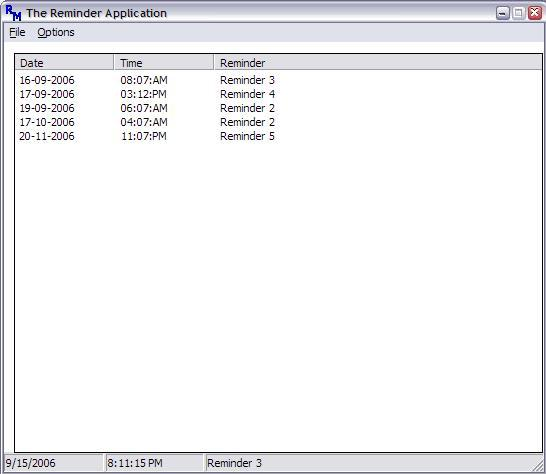 RM The Reminder Application
File Options
Date Time Reminder
16-09-2006 08:07:AM Reminder 3
17-09-2006 03:12:PM Reminder 4
19-09-2006 06:07:AM Reminder 2
17-10-2006 04:07:AM Reminder 2
20-11-2006 11:07:PM Reminder 5
9/15/2006 8:11:15 PM Reminder 3